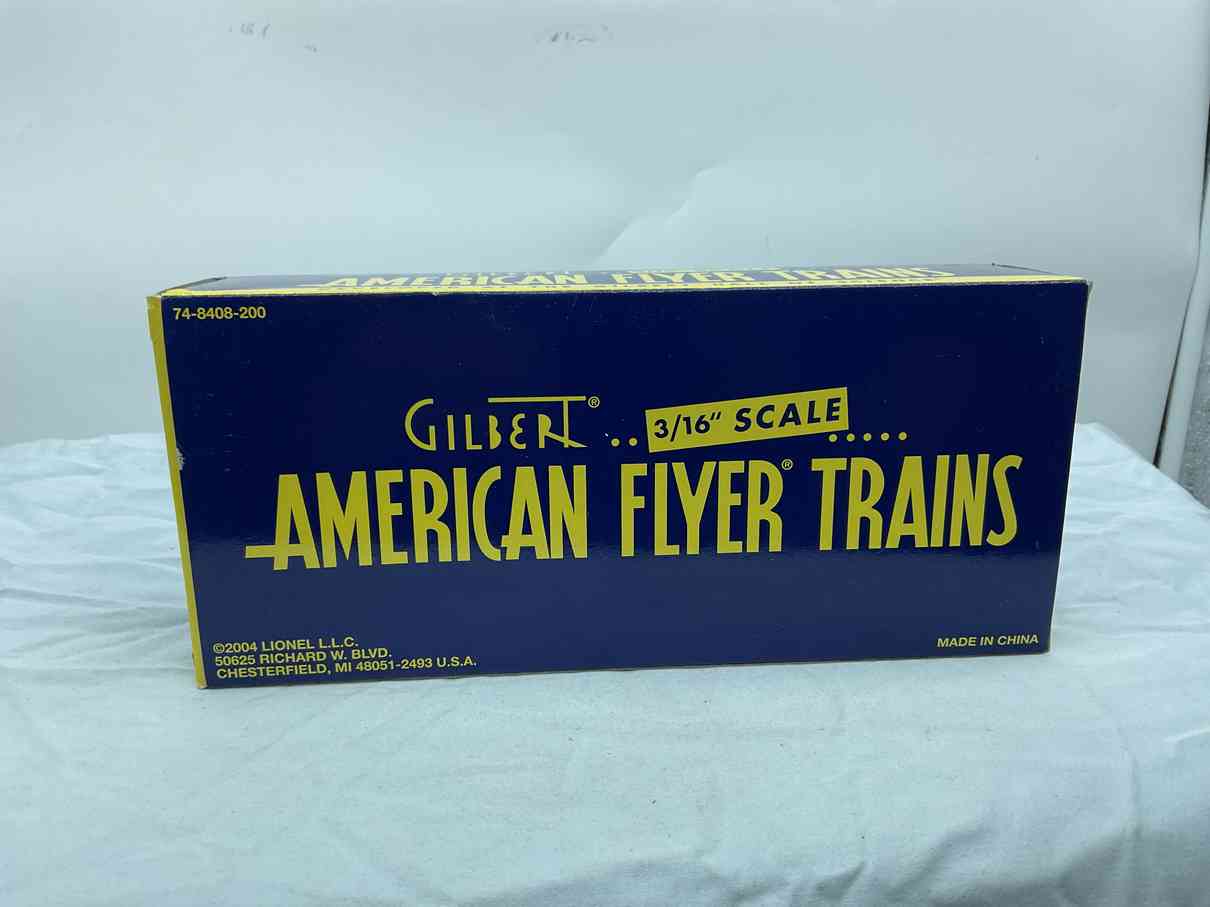 AMERICAN FLYER TRAINS
74-8408-200
GILBERT® .. 3/16" SCALE .....
AMERICAN FLYER® TRAINS
©2004 LIONEL L.L.C.
50625 RICHARD W. BLVD.
CHESTERFIELD, MI 48051-2493 U.S.A.
MADE IN CHINA